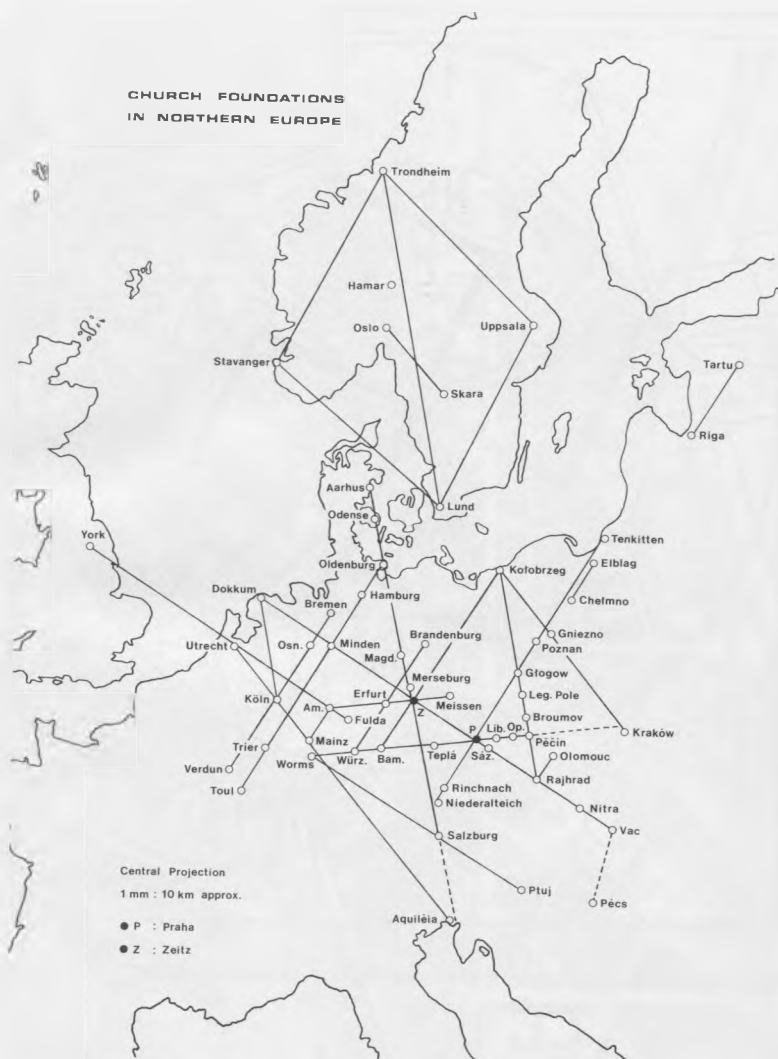 CHURCH FOUNDATIONS
IN NORTHERN EUROPE
Trondheim
Hamar
Oslo
Uppsala
Stavanger
Tartu
Skara
Riga
Aarhus
Lund
Odense
York
Tenkitten
Oldenburg
Kołobrzeg
Elblag
Dokkum
Hamburg
Bremen
Chełmno
Gniezno
Utrecht
Osn.
Minden
Brandenburg
Poznan
Magd.
Głogow
Merseburg
Erfurt
Leg. Pole
Köln
Am.
Meissen
Z
Fulda
Broumov
Kraków
P
Lib.
Op.
Mainz
Péčin
Trier
Worms
Würz.
Bam.
Teplá
Sáz.
Olomouc
Verdun
Rajhrad
Toul
Rinchnach
Niederalteich
Nitra
Salzburg
Vac
Central Projection
1 mm : 10 km approx.
Ptuj
Pécs
P : Praha
Aquiléia
Z : Zeitz